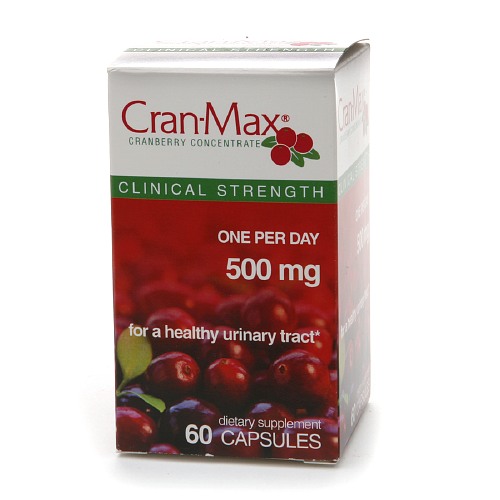 Cran-Max®
CRANBERRY CONCENTRATE
CLINICAL STRENGTH
ONE PER DAY
500 mg
for a healthy urinary tract*
dietary supplement
60 CAPSULES